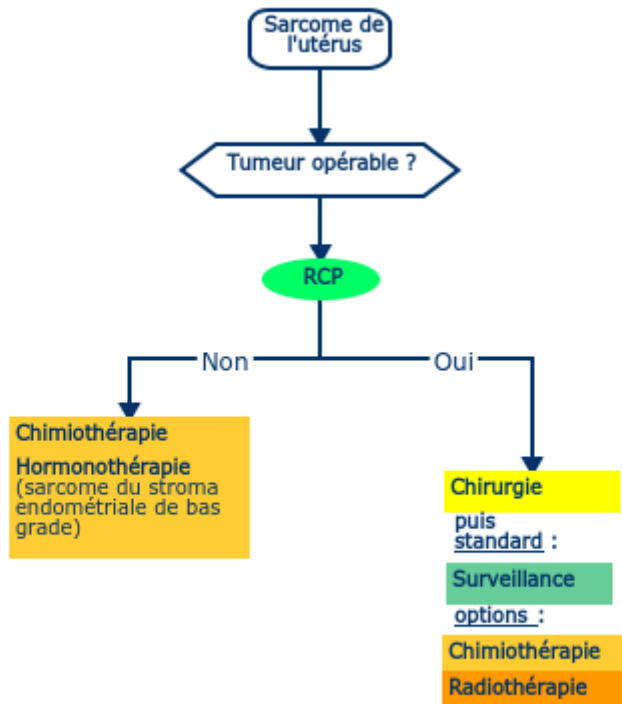 Sarcome de
l'utérus
Tumeur opérable ?
RCP
Non
Oui
Chimiothérapie
Hormonothérapie
(sarcome du stroma
endométriale de bas
grade)
Chirurgie
puis
standard :
Surveillance
options :
Chimiothérapie
Radiothérapie